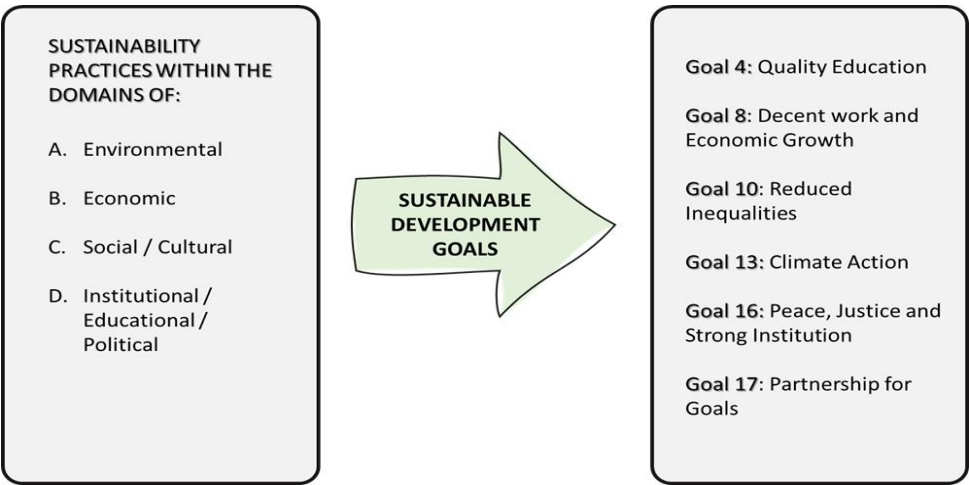 SUSTAINABILITY
PRACTICES WITHIN THE
DOMAINS OF:
A. Environmental
B. Economic
C. Social / Cultural
D. Institutional /
Educational /
Political
SUSTAINABLE
DEVELOPMENT
GOALS
Goal 4: Quality Education
Goal 8: Decent work and
Economic Growth
Goal 10: Reduced
Inequalities
Goal 13: Climate Action
Goal 16: Peace, Justice and
Strong Institution
Goal 17: Partnership for
Goals